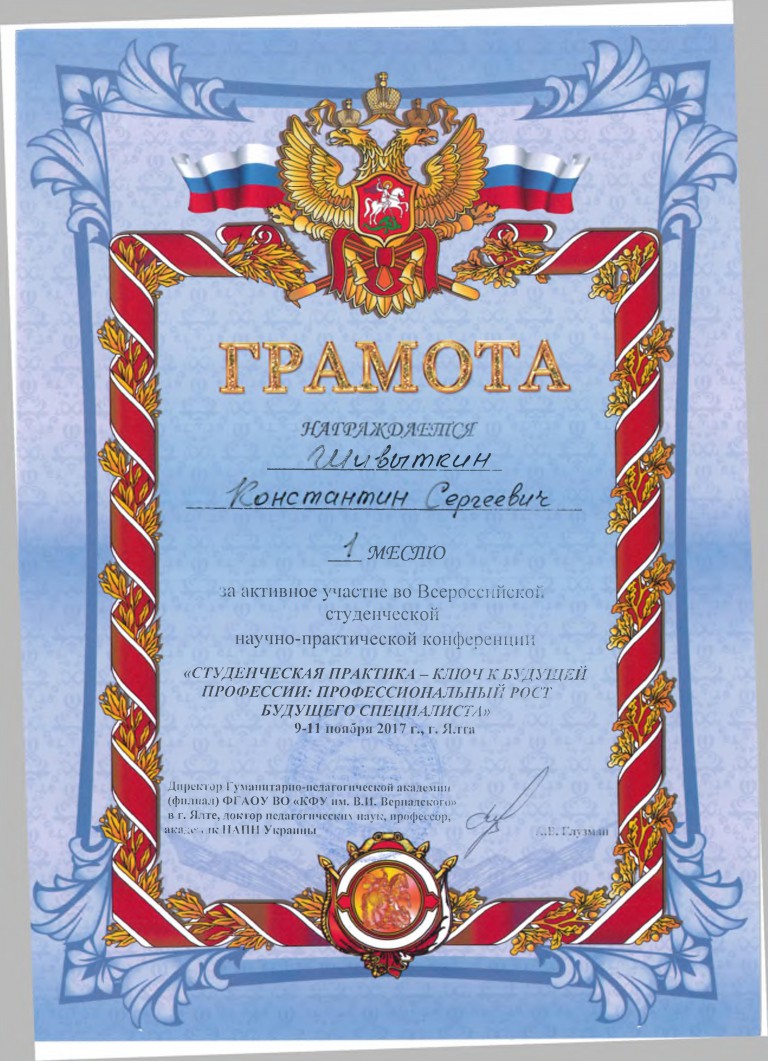 ГРАМОТА
НАГРАЖДАЕТСЯ
Шивыткин
Константин Сергеевич
1 МЕСТО
за активное участие во Всероссийской
студенческой
научно-практической конференции
«СТУДЕНЧЕСКАЯ ПРАКТИКА – КЛЮЧ К БУДУЩЕЙ
ПРОФЕССИИ: ПРОФЕССИОНАЛЬНЫЙ РОСТ
БУДУЩЕГО СПЕЦИАЛИСТА»
9-11 ноября 2017 г., г. Ялта
Директор Гуманитарно-педагогической академии
(филиал) ФГАОУ ВО «КФУ им. В.И. Вернадского»
в г. Ялте, доктор педагогических наук, профессор,
академик НАПН Украины
Глузман